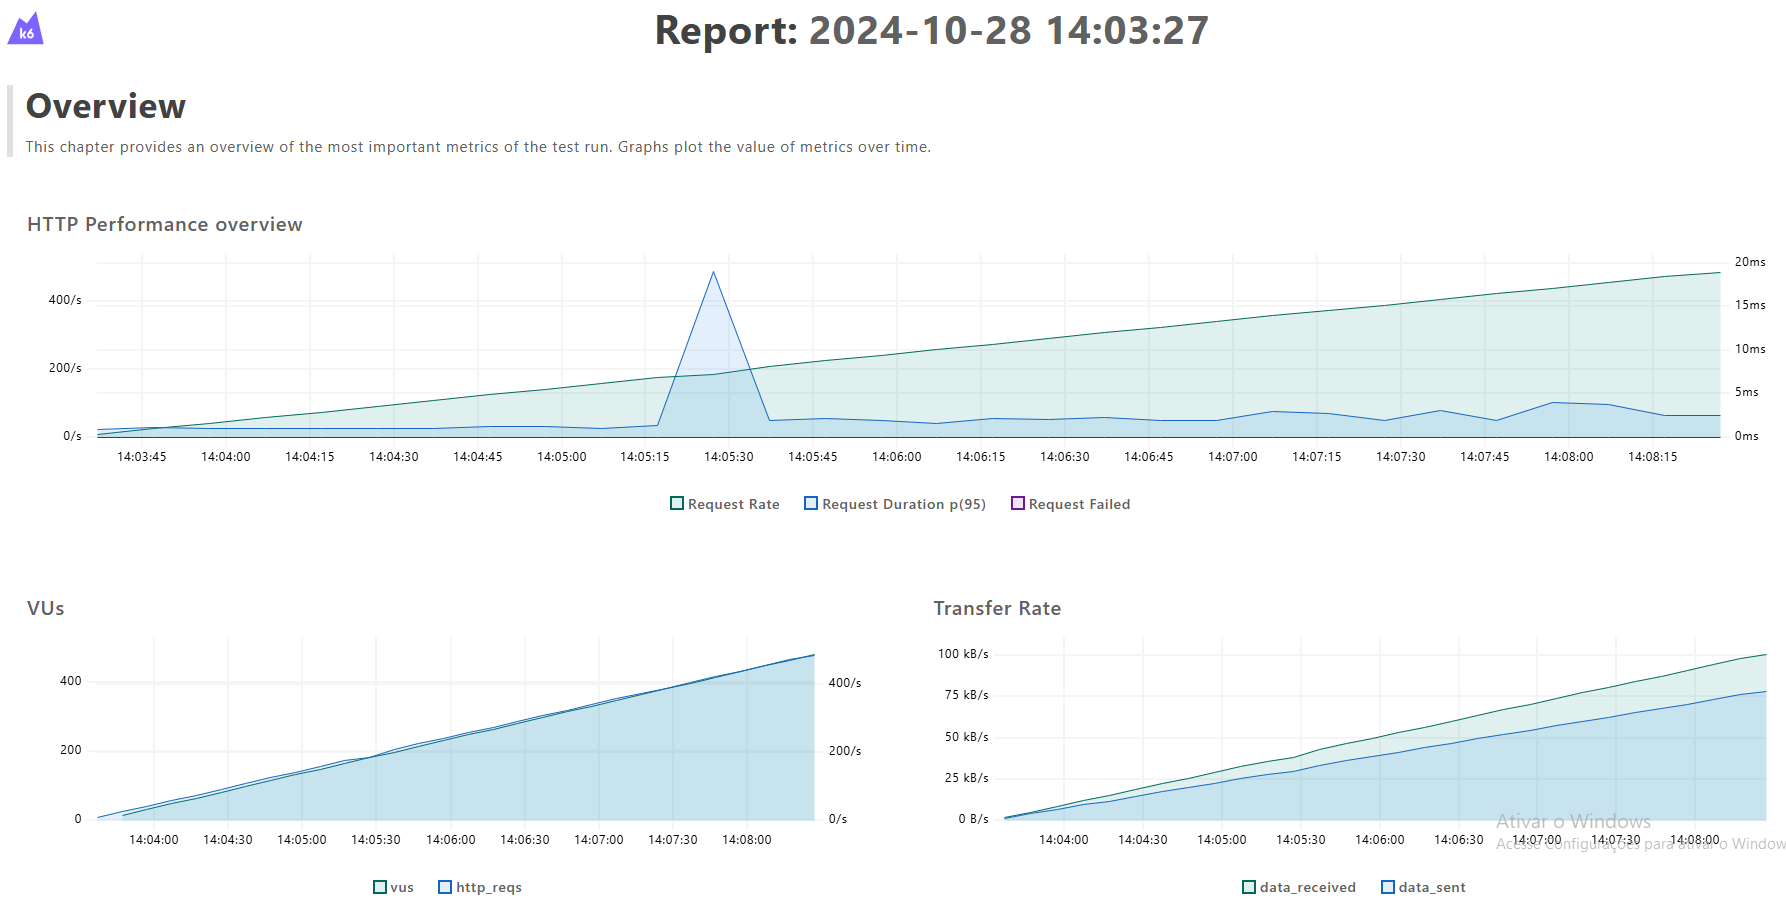 k6
Report: 2024-10-28 14:03:27
Overview
This chapter provides an overview of the most important metrics of the test run. Graphs plot the value of metrics over time.
HTTP Performance overview
20ms
400/s
15ms
10ms
200/s
5ms
0/s
0ms
14:03:45 14:04:00 14:04:15 14:04:30 14:04:45 14:05:00 14:05:15 14:05:30 14:05:45 14:06:00 14:06:15 14:06:30 14:06:45 14:07:00 14:07:15 14:07:30 14:07:45 14:08:00 14:08:15
Request Rate Request Duration p(95) Request Failed
VUs
400 400/s
200 200/s
0 0/s
14:04:00 14:04:30 14:05:00 14:05:30 14:06:00 14:06:30 14:07:00 14:07:30 14:08:00
vus http_reqs
Transfer Rate
100 kB/s
75 kB/s
50 kB/s
25 kB/s
0 B/s
14:04:00 14:04:30 14:05:00 14:05:30 14:06:00 14:06:30 14:07:00 14:07:30 14:08:00
data_received data_sent
Ativar o Windows
Acesse Configurações para ativar o Window